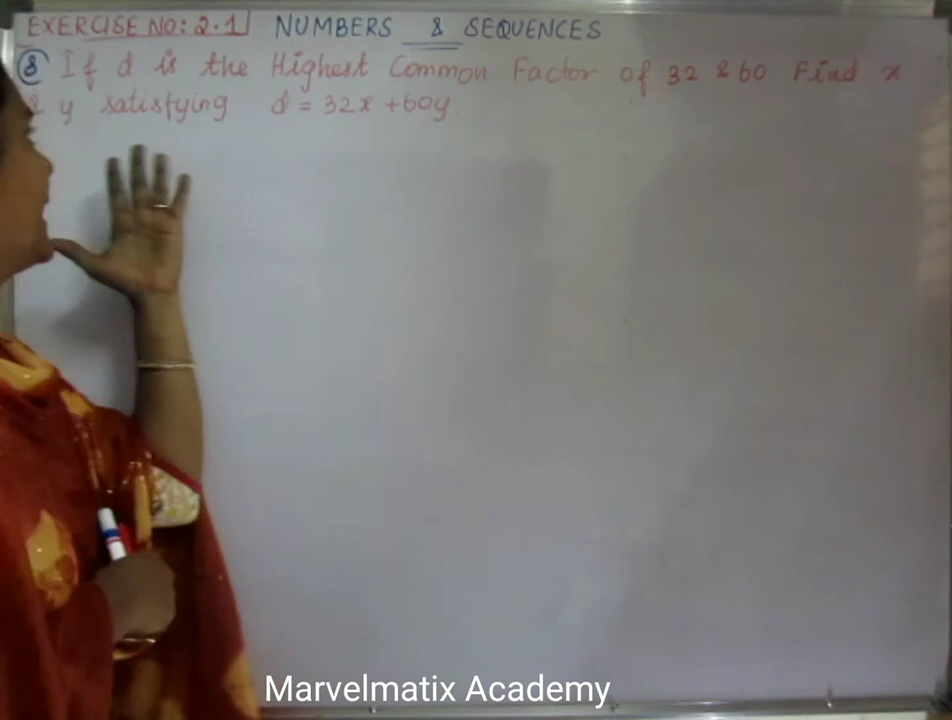 EXERCISE NO: 2.1 NUMBERS & SEQUENCES
8 If d is the Highest Common Factor of 32 & 60 Find x
& y satisfying d = 32x + 60y
Marvelmatix Academy